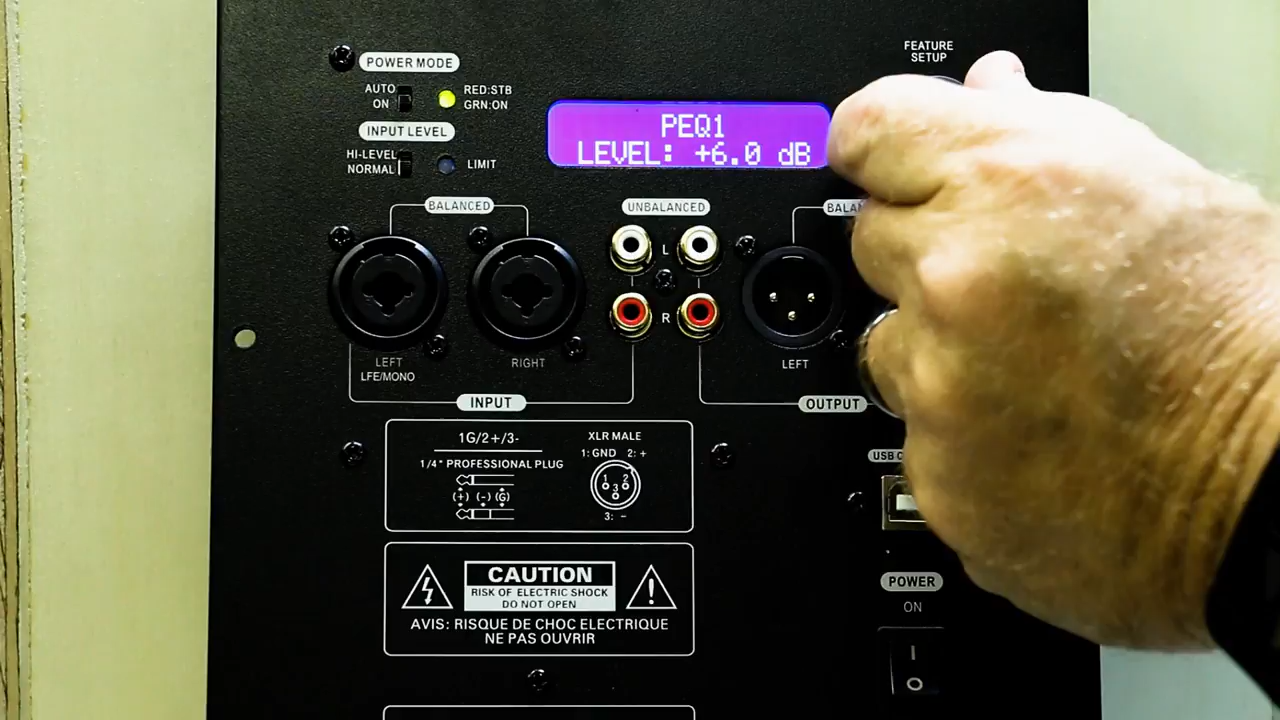 FEATURE
SETUP
POWER MODE
AUTO
ON
RED:STB
GRN:ON
INPUT LEVEL
HI-LEVEL
NORMAL
LIMIT
PEQ1
LEVEL: +6.0 dB
BALANCED
UNBALANCED
L
R
LEFT
LFE/MONO
RIGHT
LEFT
INPUT
OUTPUT
1G/2+/3-
1/4" PROFESSIONAL PLUG
(+) (-) (G)
XLR MALE
1:GND 2:+
1 2
3
3: -
USB
CAUTION
RISK OF ELECTRIC SHOCK
DO NOT OPEN
AVIS: RISQUE DE CHOC ELECTRIQUE
NE PAS OUVRIR
POWER
ON
I
O